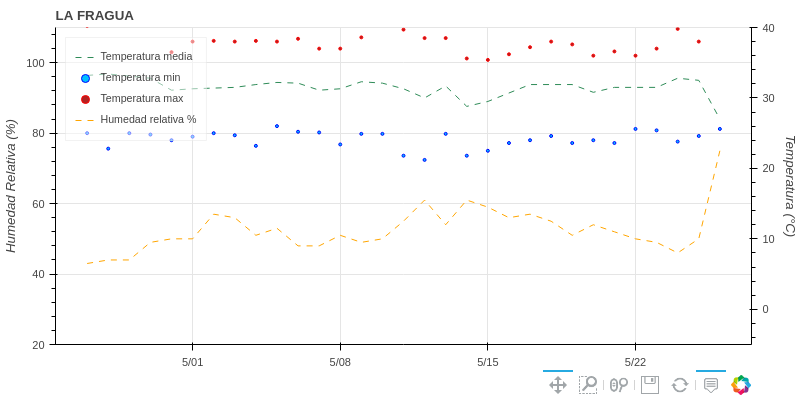 LA FRAGUA
Temperatura media
Temperatura min
Temperatura max
Humedad relativa %
Humedad Relativa (%)
100
80
60
40
20
40
30
20
10
0
Temperatura (°C)
5/01
5/08
5/15
5/22